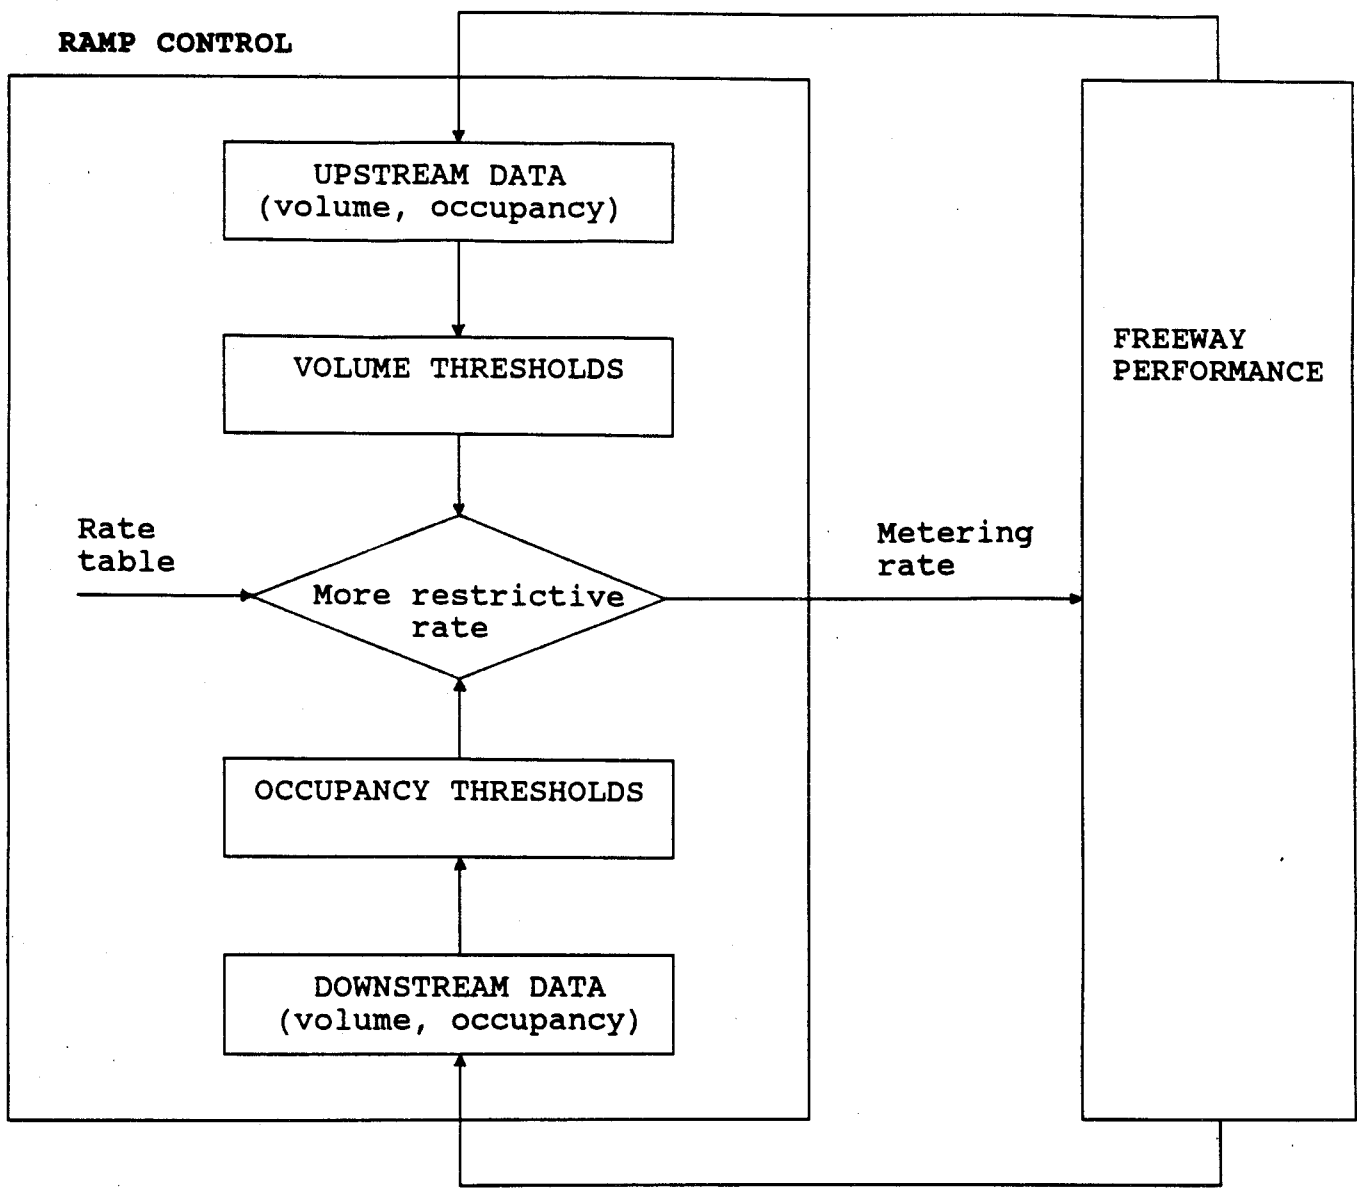 RAMP CONTROL
UPSTREAM DATA
(volume, occupancy)
VOLUME THRESHOLDS
FREEWAY
PERFORMANCE
Rate
table
More restrictive
rate
Metering
rate
OCCUPANCY THRESHOLDS
DOWNSTREAM DATA
(volume, occupancy)